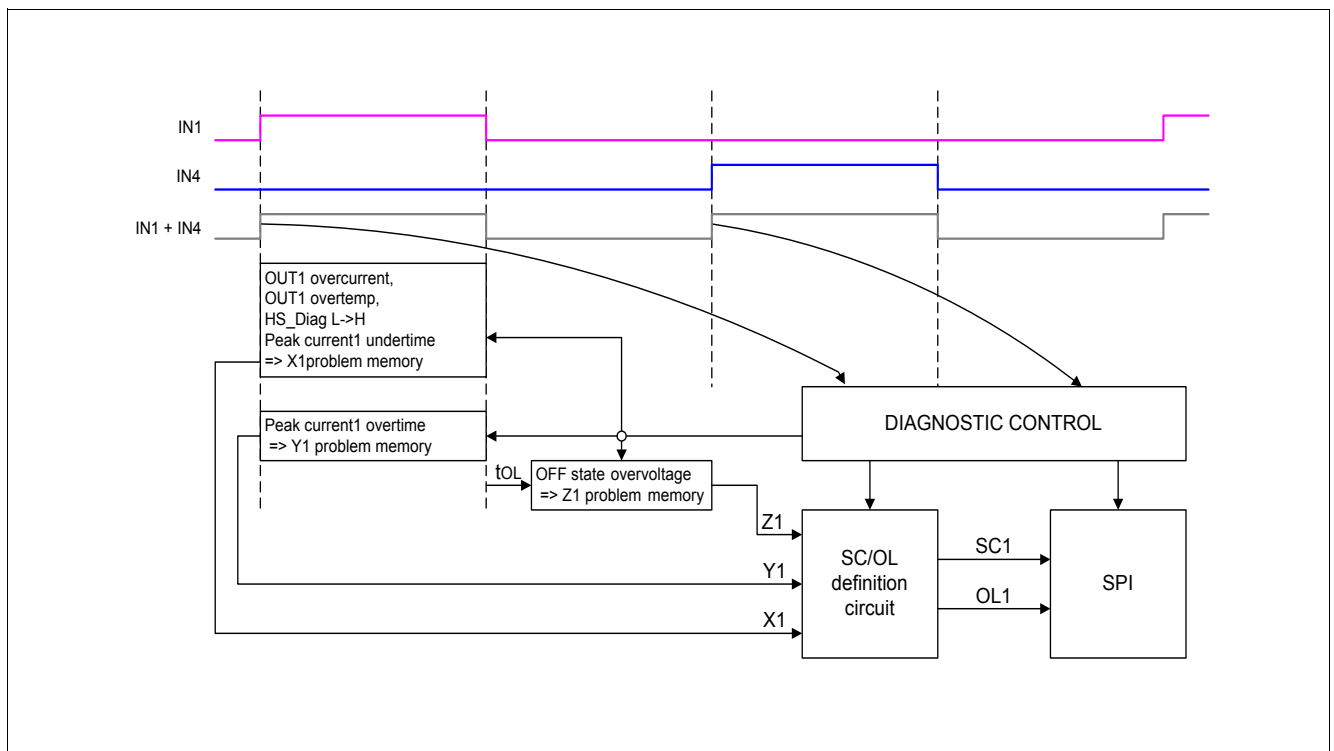 IN1
IN4
IN1 + IN4
OUT1 overcurrent,
OUT1 overtemp,
HS_Diag L->H
Peak current1 undertime
=> X1problem memory
DIAGNOSTIC CONTROL
Peak current1 overtime
=> Y1 problem memory
tOL
OFF state overvoltage
=> Z1 problem memory
Z1
Y1
X1
SC/OL
definition
circuit
SC1
OL1
SPI